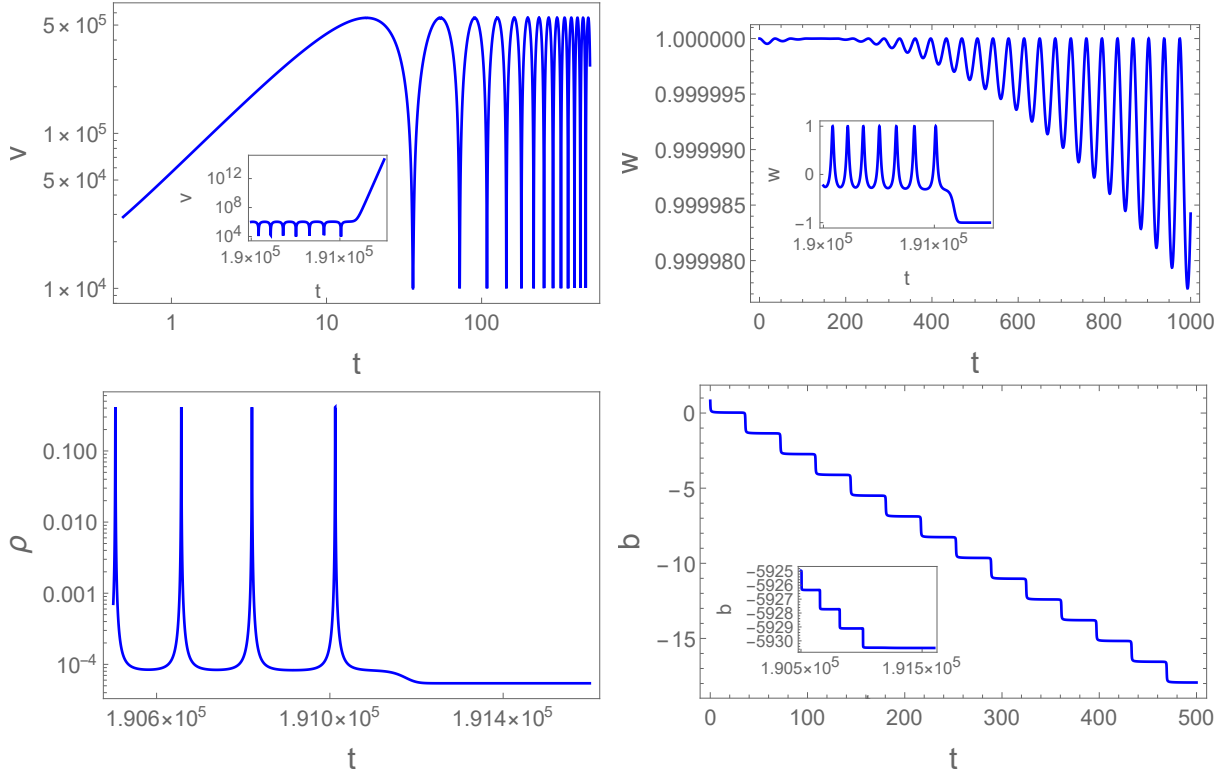 5 × 10⁵
1 × 10⁵
5 × 10⁴
1 × 10⁴
v
1 10 100
t
10¹²
10⁸
10⁴
v
1.9×10⁵ 1.91×10⁵
t
1.000000
0.999995
0.999990
0.999985
0.999980
w
0 200 400 600 800 1000
t
1
0
−1
w
1.9×10⁵ 1.91×10⁵
t
0.100
0.010
0.001
10⁻⁴
ρ
1.906×10⁵ 1.910×10⁵ 1.914×10⁵
t
0
−5
−10
−15
b
0 100 200 300 400 500
t
−5925
−5926
−5927
−5928
−5929
−5930
b
1.905×10⁵ 1.915×10⁵